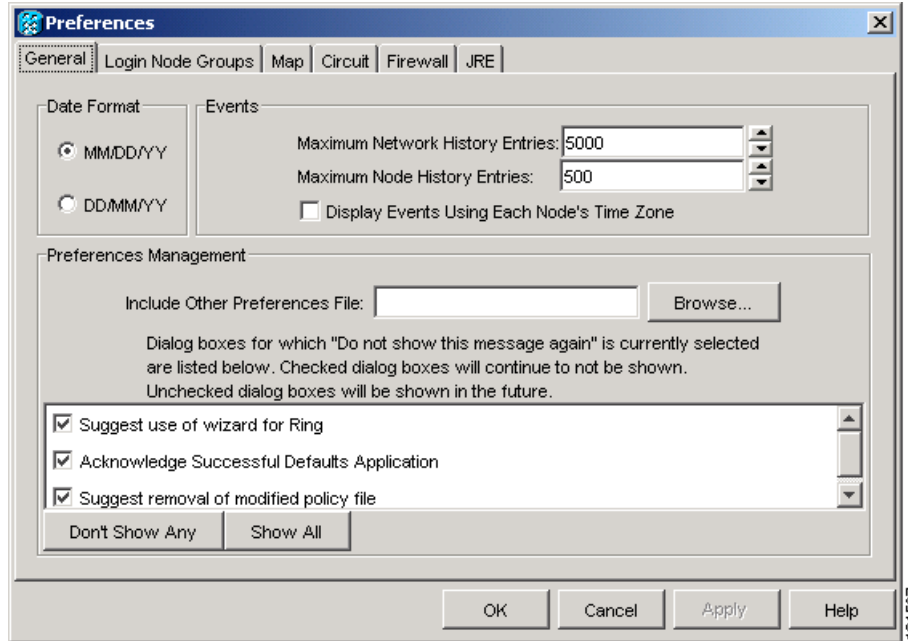 Preferences
General
Login Node Groups
Map
Circuit
Firewall
JRE
Date Format
MM/DD/YY
DD/MM/YY
Events
Maximum Network History Entries: 5000
Maximum Node History Entries: 500
Display Events Using Each Node's Time Zone
Preferences Management
Include Other Preferences File:
Browse...
Dialog boxes for which "Do not show this message again" is currently selected
are listed below. Checked dialog boxes will continue to not be shown.
Unchecked dialog boxes will be shown in the future.
Suggest use of wizard for Ring
Acknowledge Successful Defaults Application
Suggest removal of modified policy file
Don't Show Any
Show All
OK
Cancel
Apply
Help